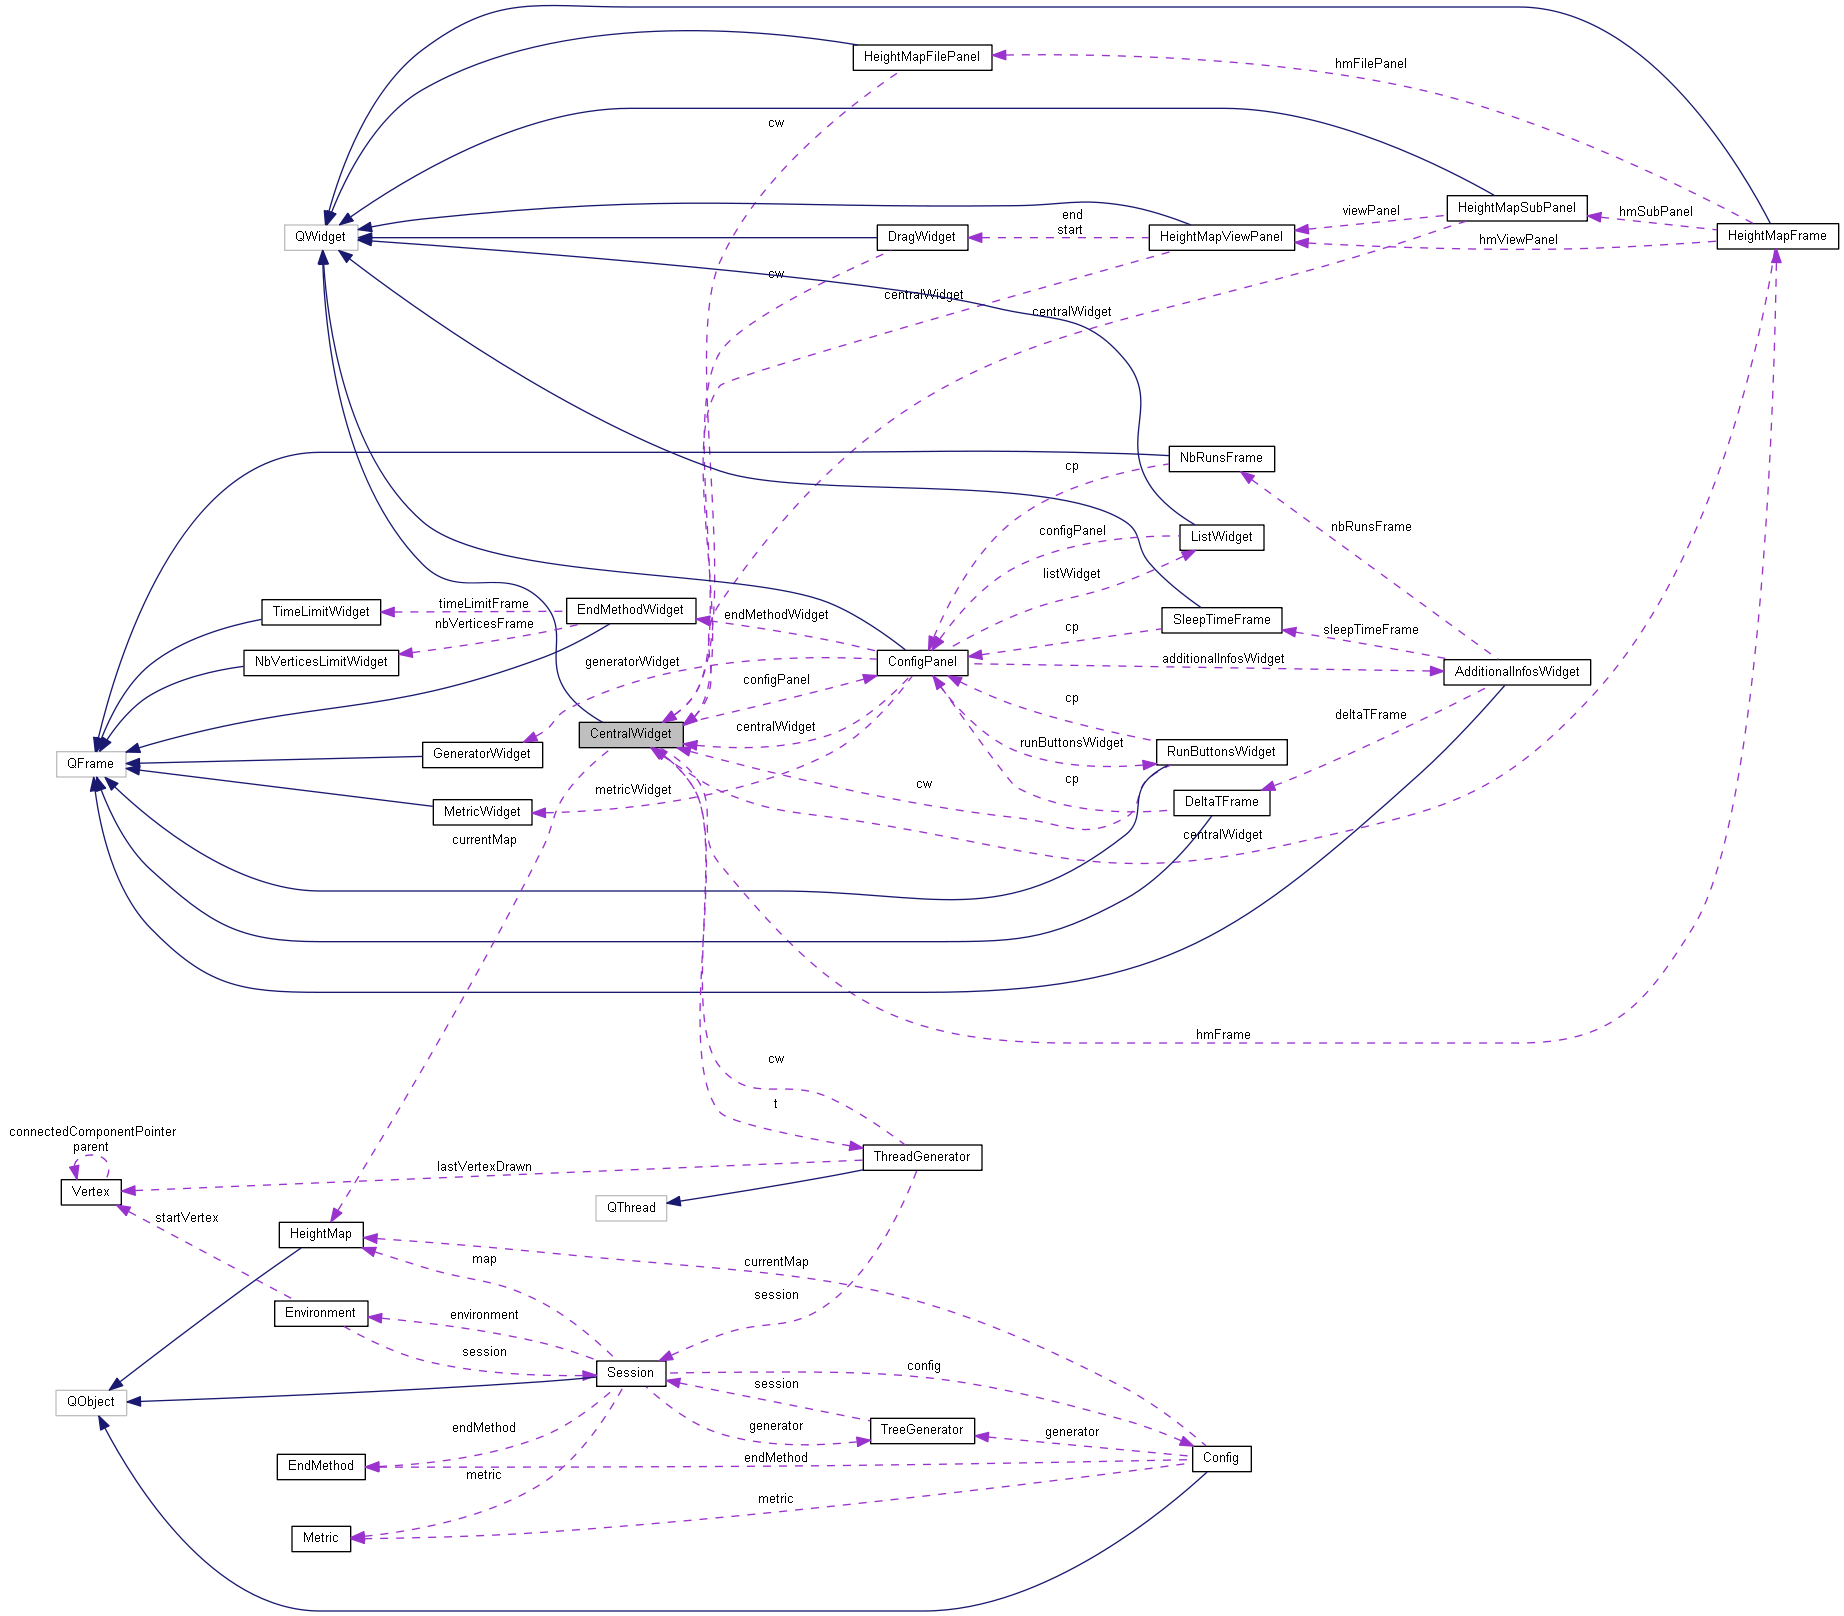 HeightMapFilePanel
hmFilePanel
cw
HeightMapSubPanel
viewPanel
hmSubPanel
end
start
QWidget
DragWidget
HeightMapViewPanel
hmViewPanel
HeightMapFrame
cw
centralWidget
centralWidget
NbRunsFrame
cp
nbRunsFrame
configPanel
ListWidget
listWidget
timeLimitFrame
TimeLimitWidget
EndMethodWidget
endMethodWidget
nbVerticesFrame
cp
SleepTimeFrame
sleepTimeFrame
NbVerticesLimitWidget
generatorWidget
ConfigPanel
additionalInfosWidget
AdditionalInfosWidget
configPanel
cp
deltaTFrame
CentralWidget
centralWidget
runButtonsWidget
RunButtonsWidget
QFrame
GeneratorWidget
metricWidget
cw
cp
DeltaTFrame
MetricWidget
currentMap
centralWidget
hmFrame
cw
t
connectedComponentPointer
parent
ThreadGenerator
lastVertexDrawn
Vertex
QThread
startVertex
HeightMap
map
currentMap
session
Environment
environment
session
Session
config
QObject
session
generator
TreeGenerator
generator
endMethod
Config
EndMethod
endMethod
metric
metric
Metric